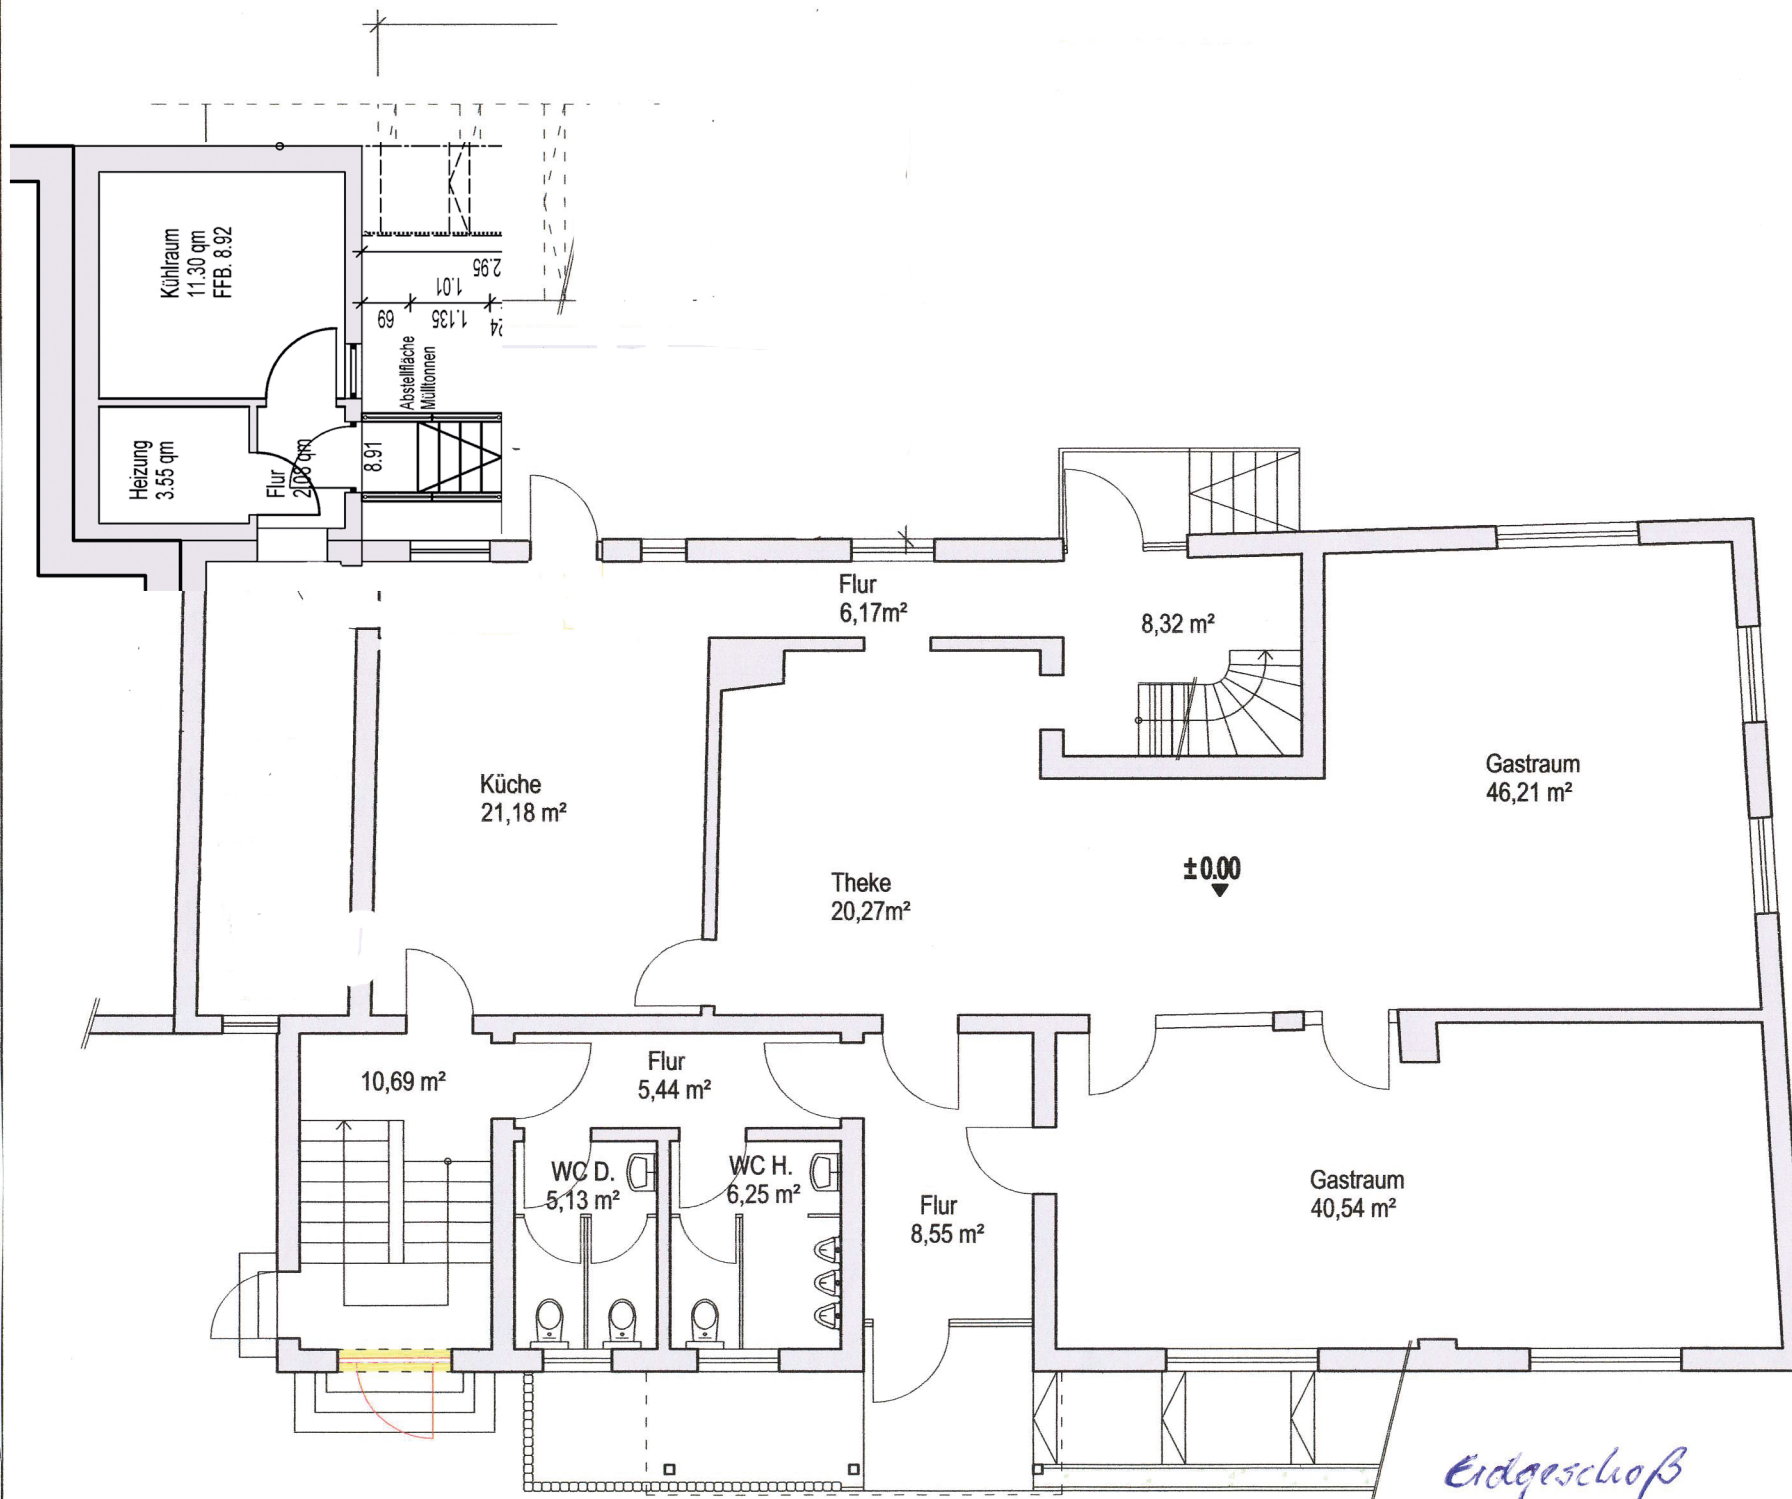 Kühlraum
11.30 qm
FFB. 8.92
2.95
1.01
69
1.135
24
Abstellfläche
Mülltonnen
Heizung
3.55 qm
Flur
2.08 qm
8.91
Flur
6,17m²
8,32 m²
Küche
21,18 m²
Gastraum
46,21 m²
±0.00
Theke
20,27m²
10,69 m²
Flur
5,44 m²
WC D.
5,13 m²
WC H.
6,25 m²
Flur
8,55 m²
Gastraum
40,54 m²
Erdgeschoß